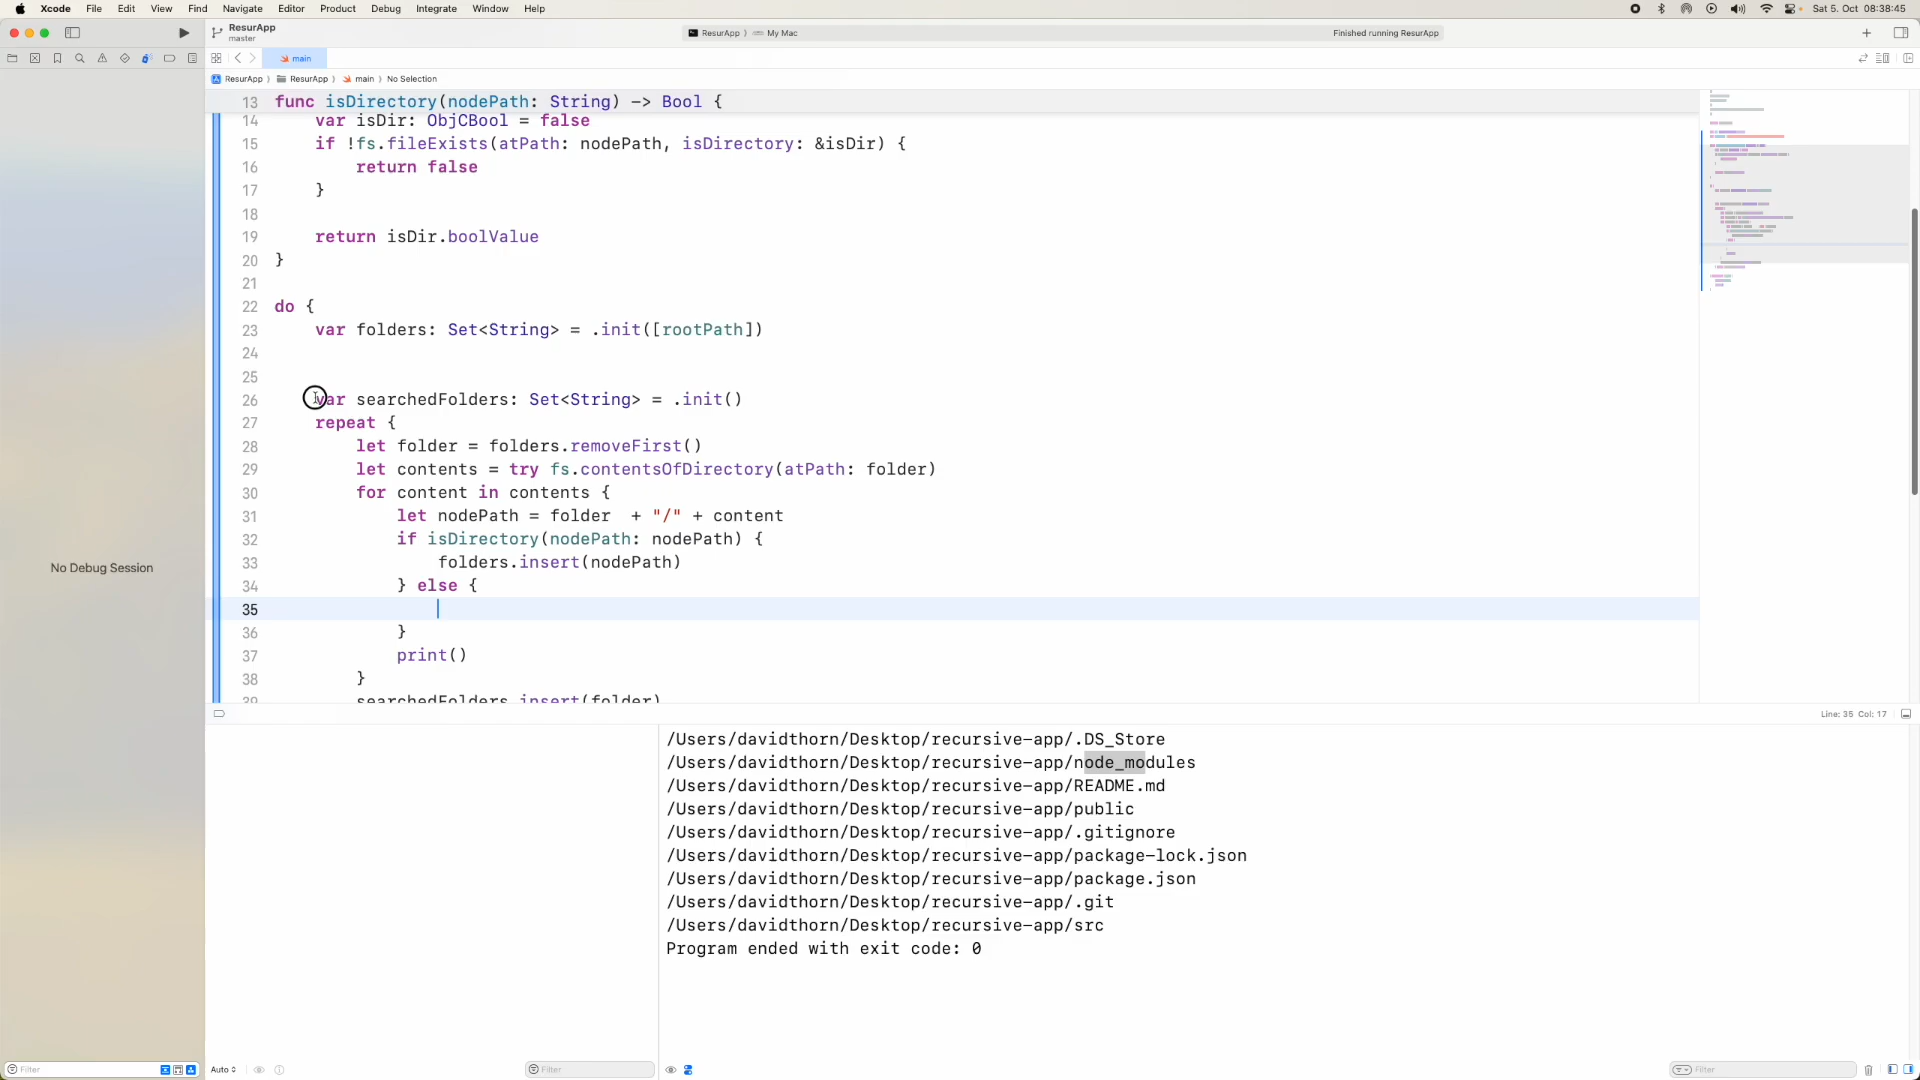 Xcode File Edit View Find Navigate Editor Product Debug Integrate Window Help Sat 5. Oct 08:38:45
ResurApp
master
ResurApp My Mac Finished running ResurApp
main
ResurApp ResurApp main No Selection
13 func isDirectory(nodePath: String) -> Bool {
14 var isDir: ObjCBool = false
15 if !fs.fileExists(atPath: nodePath, isDirectory: &isDir) {
16 return false
17 }
18
19 return isDir.boolValue
20 }
21
22 do {
23 var folders: Set<String> = .init([rootPath])
24
25
26 var searchedFolders: Set<String> = .init()
27 repeat {
28 let folder = folders.removeFirst()
29 let contents = try fs.contentsOfDirectory(atPath: folder)
30 for content in contents {
31 let nodePath = folder + "/" + content
32 if isDirectory(nodePath: nodePath) {
33 folders.insert(nodePath)
34 } else {
35
36 }
37 print()
38 }
39 searchedFolders.insert(folder)
No Debug Session
Line: 35 Col: 17
/Users/davidthorn/Desktop/recursive-app/.DS_Store
/Users/davidthorn/Desktop/recursive-app/node_modules
/Users/davidthorn/Desktop/recursive-app/README.md
/Users/davidthorn/Desktop/recursive-app/public
/Users/davidthorn/Desktop/recursive-app/.gitignore
/Users/davidthorn/Desktop/recursive-app/package-lock.json
/Users/davidthorn/Desktop/recursive-app/package.json
/Users/davidthorn/Desktop/recursive-app/.git
/Users/davidthorn/Desktop/recursive-app/src
Program ended with exit code: 0
Filter Auto Filter Filter